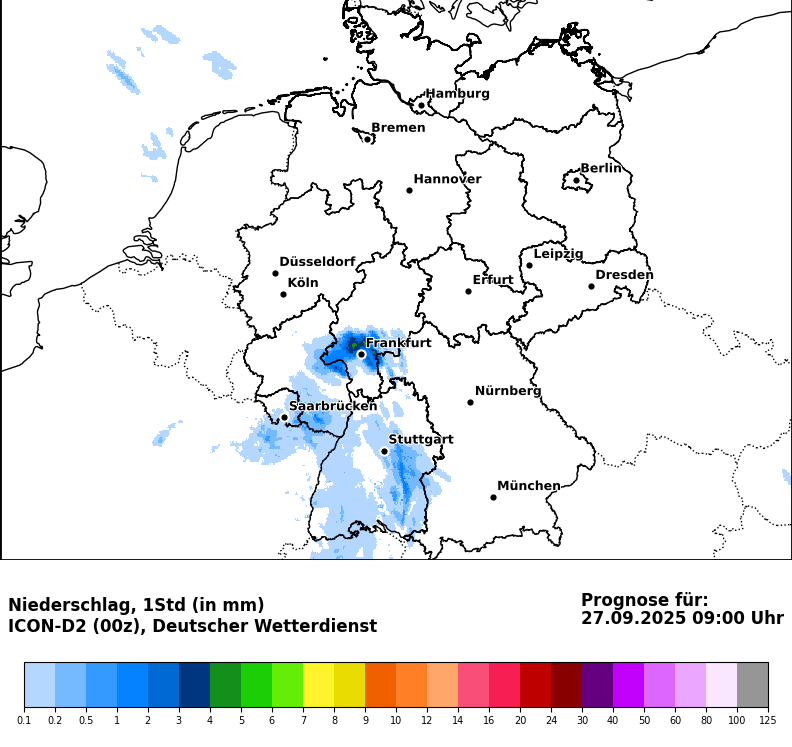 Hamburg
Bremen
Berlin
Hannover
Düsseldorf
Leipzig
Köln
Erfurt
Dresden
Frankfurt
Nürnberg
Saarbrücken
Stuttgart
München
Niederschlag, 1Std (in mm)
ICON-D2 (00z), Deutscher Wetterdienst
Prognose für:
27.09.2025 09:00 Uhr
0.1 0.2 0.5 1 2 3 4 5 6 7 8 9 10 12 14 16 20 24 30 40 50 60 80 100 125